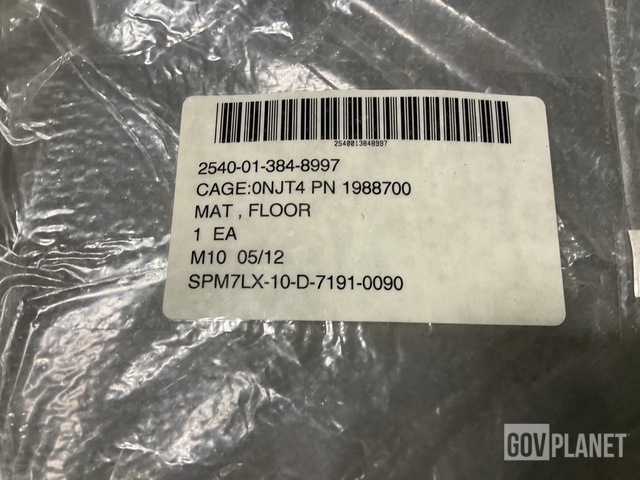 2540013848997
2540-01-384-8997
CAGE:0NJT4 PN 1988700
MAT , FLOOR
1 EA
M10 05/12
SPM7LX-10-D-7191-0090
GOVPLANET